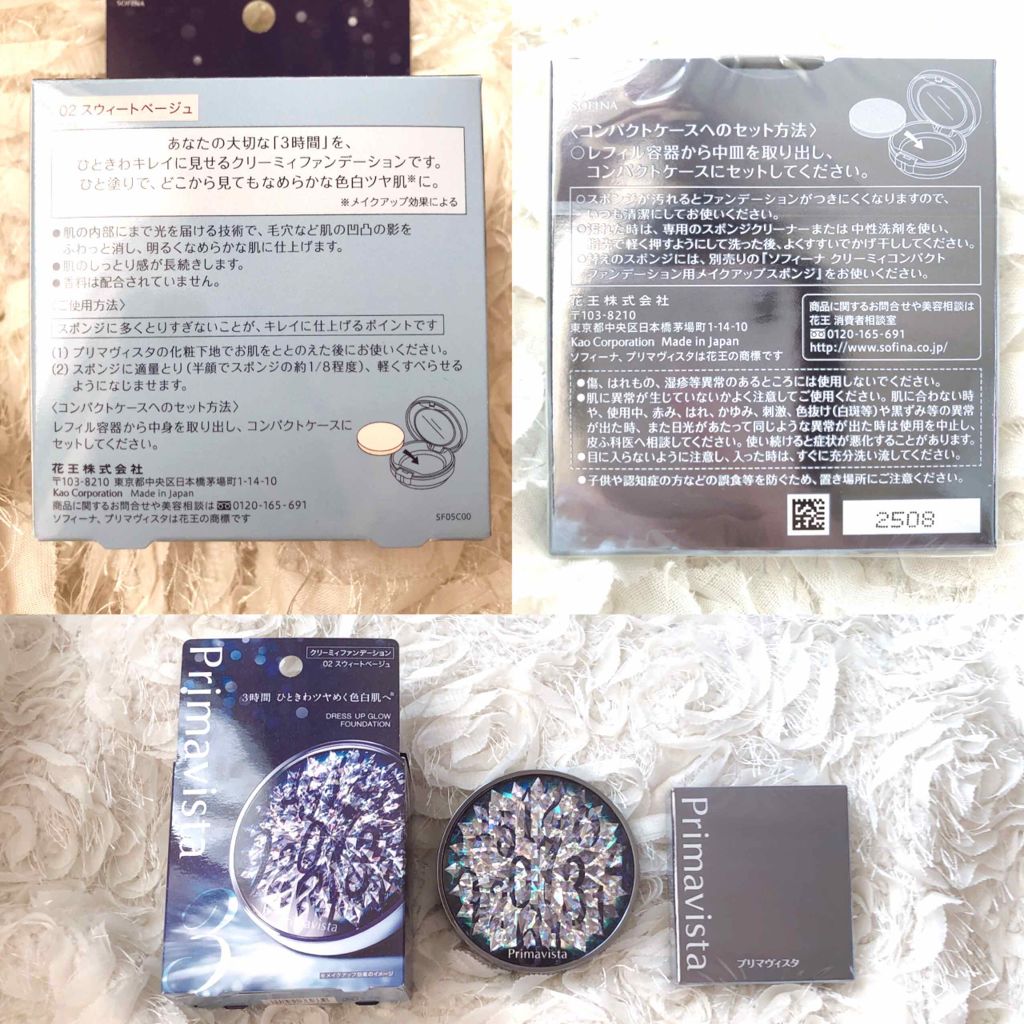 SOFINA
02 スウィートベージュ
あなたの大切な「3時間」を、
ひときわキレイに見せるクリーミィファンデーションです。
ひと塗りで、どこから見てもなめらかな色白ツヤ肌※に。
※メイクアップ効果による
●肌の内部にまで光を届ける技術で、毛穴など肌の凹凸の影を
ふわっと消し、明るくなめらかな肌に仕上げます。
●肌のしっとり感が長続きします。
●香料は配合されていません。
〈ご使用方法〉
スポンジに多くとりすぎないことが、キレイに仕上げるポイントです
(1) プリマヴィスタの化粧下地でお肌をととのえた後にお使いください。
(2) スポンジに適量とり(半顔でスポンジの約1/8程度)、軽くすべらせる
ようになじませます。
〈コンパクトケースへのセット方法〉
レフィル容器から中身を取り出し、コンパクトケースに
セットしてください。
花王株式会社
〒103-8210 東京都中央区日本橋茅場町1-14-10
Kao Corporation Made in Japan
商品に関するお問合せや美容相談は 0120-165-691
ソフィーナ、プリマヴィスタは花王の商標です
SF05C00
SOFINA
〈コンパクトケースへのセット方法〉
○レフィル容器から中皿を取り出し、
コンパクトケースにセットしてください。
○スポンジが汚れるとファンデーションがつきにくくなりますので、
いつも清潔にしてお使いください。
●汚れた時は、専用のスポンジクリーナーまたは中性洗剤を使い、
指先で軽く押すようにして洗った後、よくすすいでかげ干ししてください。
●替えのスポンジには、別売りの『ソフィーナ クリーミィコンパクト
ファンデーション用メイクアップスポンジ』をお使いください。
花王株式会社
〒103-8210
東京都中央区日本橋茅場町1-14-10
Kao Corporation Made in Japan
ソフィーナ、プリマヴィスタは花王の商標です
商品に関するお問合せや美容相談は
花王 消費者相談室
0120-165-691
http://www.sofina.co.jp/
●傷、はれもの、湿疹等異常のあるところには使用しないでください。
●肌に異常が生じていないかよく注意してご使用ください。肌に合わない時
や、使用中、赤み、はれ、かゆみ、刺激、色抜け(白斑等)や黒ずみ等の異常
が出た時、また日光があたって同じような異常が出た時は使用を中止し、
皮ふ科医へ相談してください。使い続けると症状が悪化することがあります。
●目に入らないように注意し、入った時は、すぐに充分洗い流してください。
●子供や認知症の方などの誤食等を防ぐため、置き場所にご注意ください。
2508
Primavista
クリーミィファンデーション
02 スウィートベージュ
3時間 ひときわツヤめく色白肌へ※
DRESS UP GLOW
FOUNDATION
※メイクアップ効果のイメージ
Primavista
Primavista
プリマヴィスタ